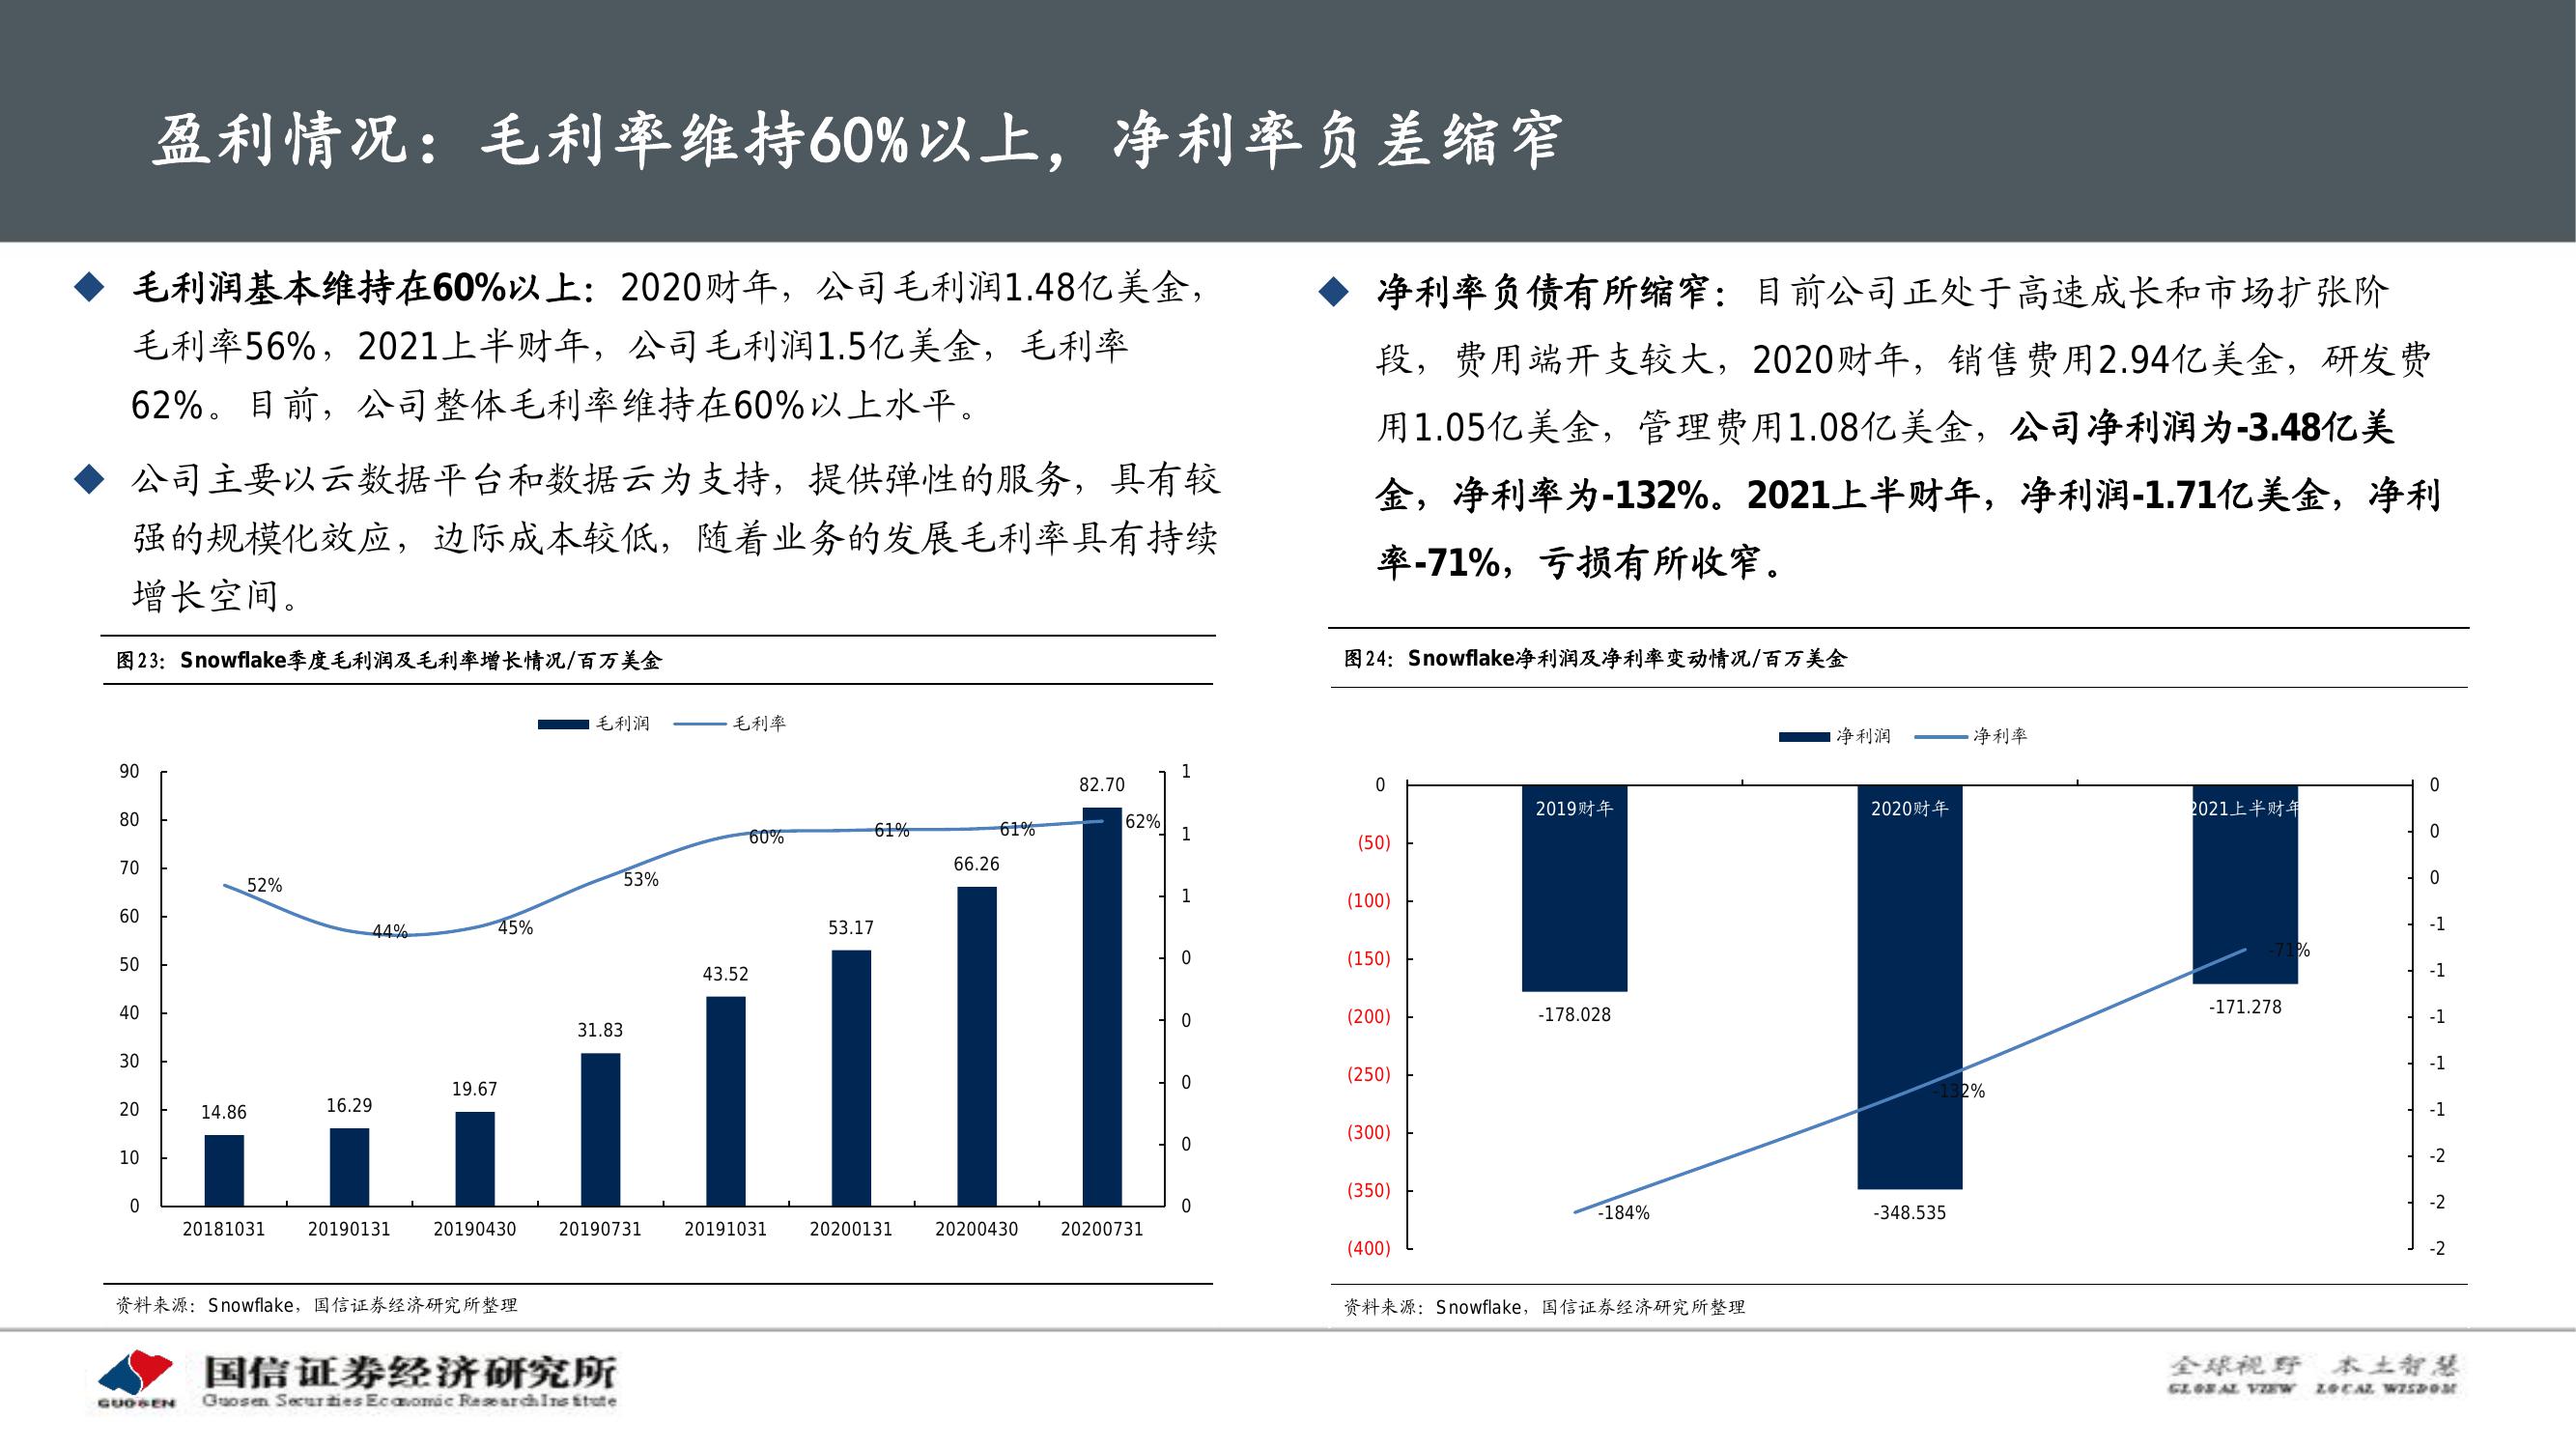 盈利情况：毛利率维持60%以上，净利率负差缩窄
毛利润基本维持在60%以上：2020财年，公司毛利润1.48亿美金，
毛利率56%，2021上半财年，公司毛利润1.5亿美金，毛利率
62%。目前，公司整体毛利率维持在60%以上水平。
公司主要以云数据平台和数据云为支持，提供弹性的服务，具有较
强的规模化效应，边际成本较低，随着业务的发展毛利率具有持续
增长空间。
图23：Snowflake季度毛利润及毛利率增长情况/百万美金
毛利润 毛利率
90
80
70
60
50
40
30
20
10
0
1
1
1
0
0
0
0
0
52%
44%
45%
53%
60%
61%
61%
62%
14.86
16.29
19.67
31.83
43.52
53.17
66.26
82.70
20181031 20190131 20190430 20190731 20191031 20200131 20200430 20200731
资料来源：Snowflake，国信证券经济研究所整理
净利率负债有所缩窄：目前公司正处于高速成长和市场扩张阶
段，费用端开支较大，2020财年，销售费用2.94亿美金，研发费
用1.05亿美金，管理费用1.08亿美金，公司净利润为-3.48亿美
金，净利率为-132%。2021上半财年，净利润-1.71亿美金，净利
率-71%，亏损有所收窄。
图24：Snowflake净利润及净利率变动情况/百万美金
净利润 净利率
0
(50)
(100)
(150)
(200)
(250)
(300)
(350)
(400)
0
0
0
-1
-1
-1
-1
-1
-2
-2
-2
2019财年 2020财年 2021上半财年
-178.028
-348.535
-171.278
-184%
-132%
-71%
资料来源：Snowflake，国信证券经济研究所整理
GUOSEN
国信证券经济研究所
Guosen Securities Economic Research Institute
全球视野 本土智慧
GLOBAL VIEW LOCAL WISDOM